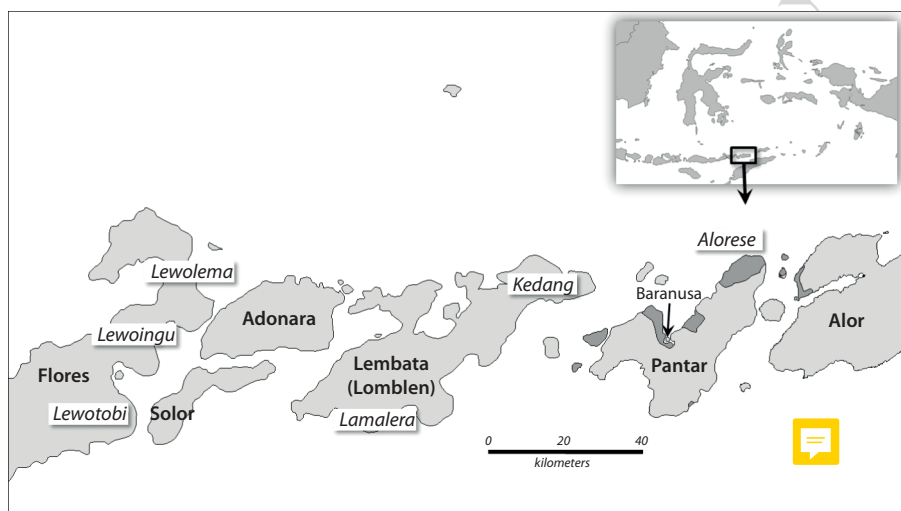 Alorese
Lewolema
Kedang
Baranusa
Adonara
Lewoingu
Alor
Lembata
(Lomblen)
Pantar
Flores
Lewotobi
Solor
Lamalera
0 20 40
kilometers